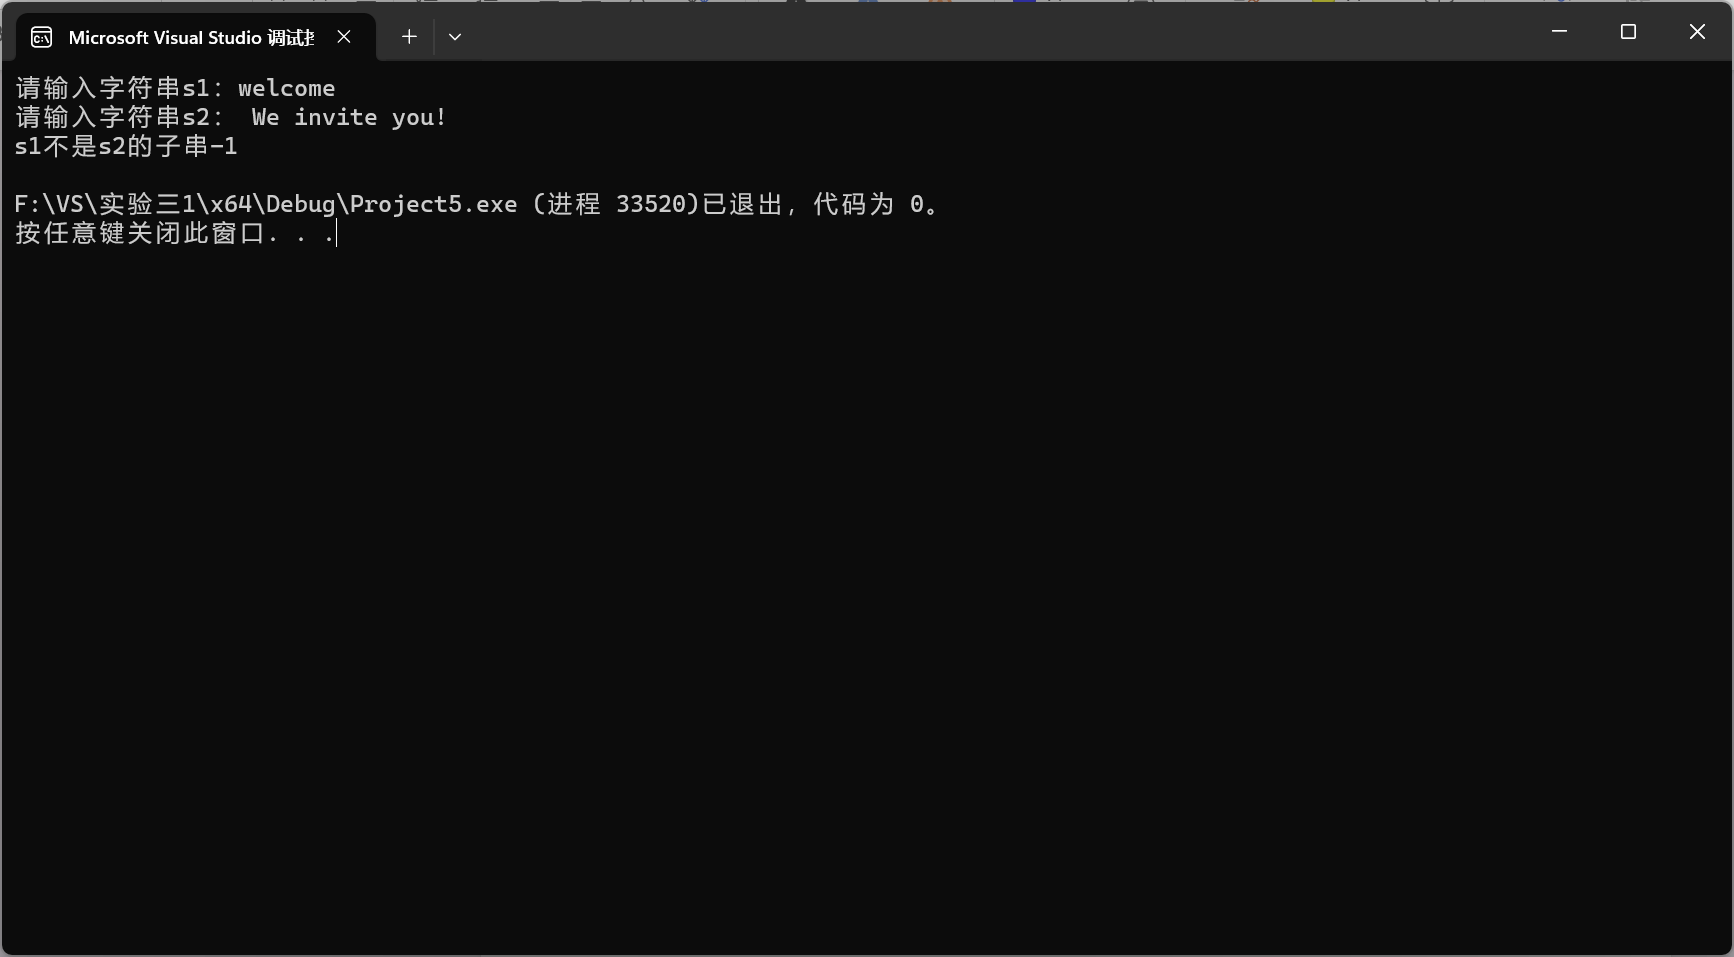 Microsoft Visual Studio 调试
请输入字符串s1：welcome
请输入字符串s2： We invite you!
s1不是s2的子串-1
F:\VS\实验三1\x64\Debug\Project5.exe (进程 33520)已退出，代码为 0。
按任意键关闭此窗口. . .